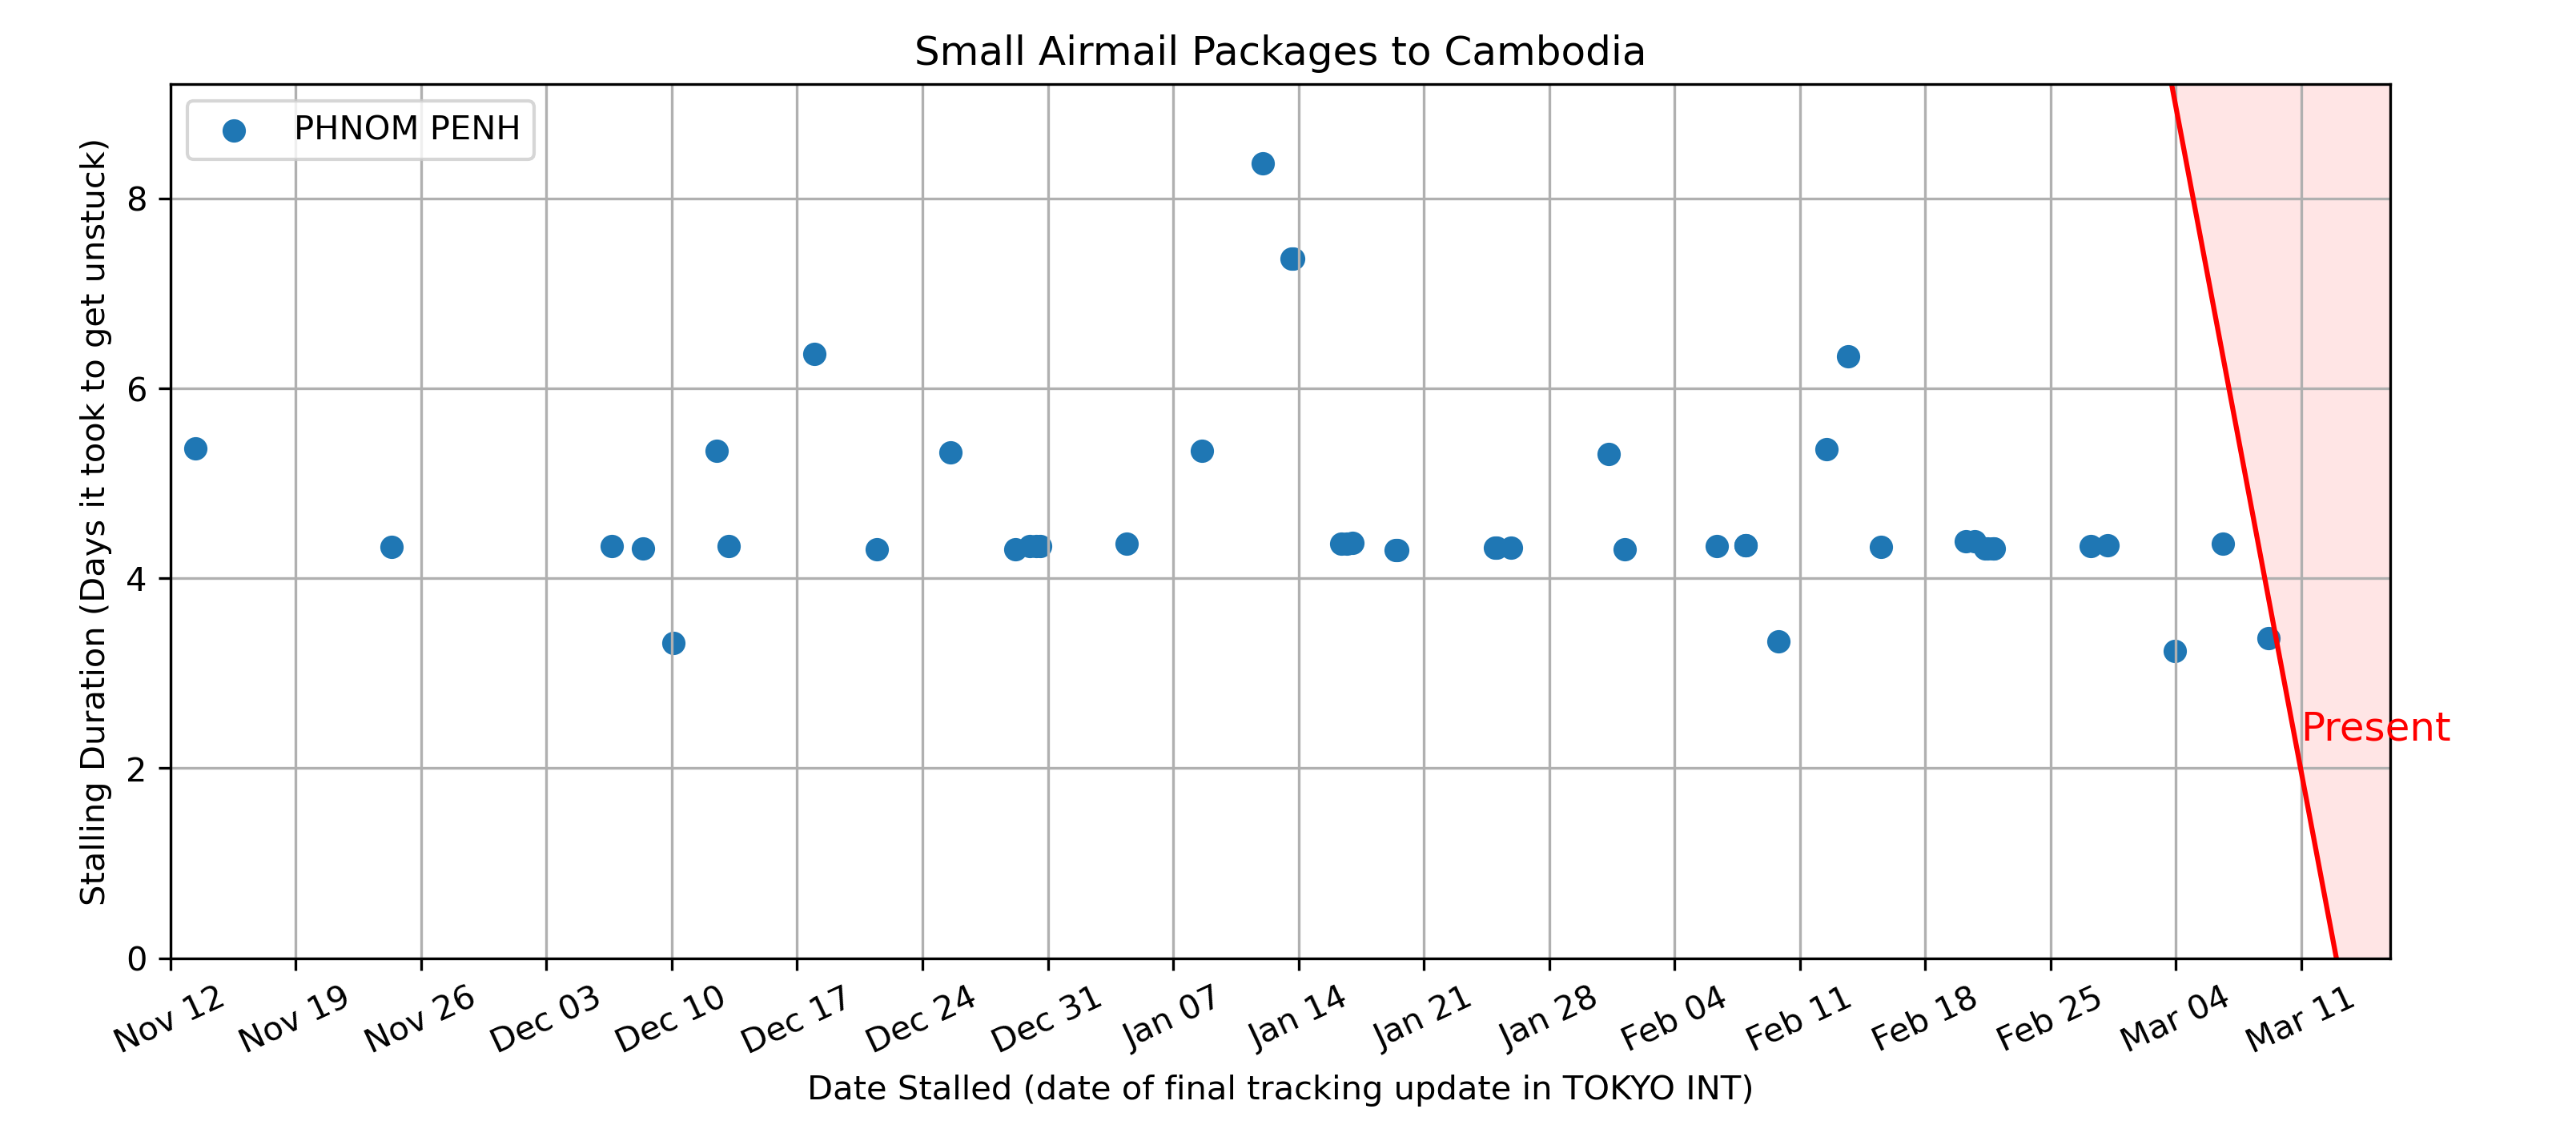 Small Airmail Packages to Cambodia
PHNOM PENH
Stalling Duration (Days it took to get unstuck)
8
6
4
2
0
Present
Nov 12
Nov 19
Nov 26
Dec 03
Dec 10
Dec 17
Dec 24
Dec 31
Jan 07
Jan 14
Jan 21
Jan 28
Feb 04
Feb 11
Feb 18
Feb 25
Mar 04
Mar 11
Date Stalled (date of final tracking update in TOKYO INT)